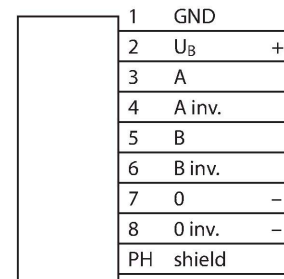 1 GND
2 U_B +
3 A
4 A inv.
5 B
6 B inv.
7 0 –
8 0 inv. –
PH shield